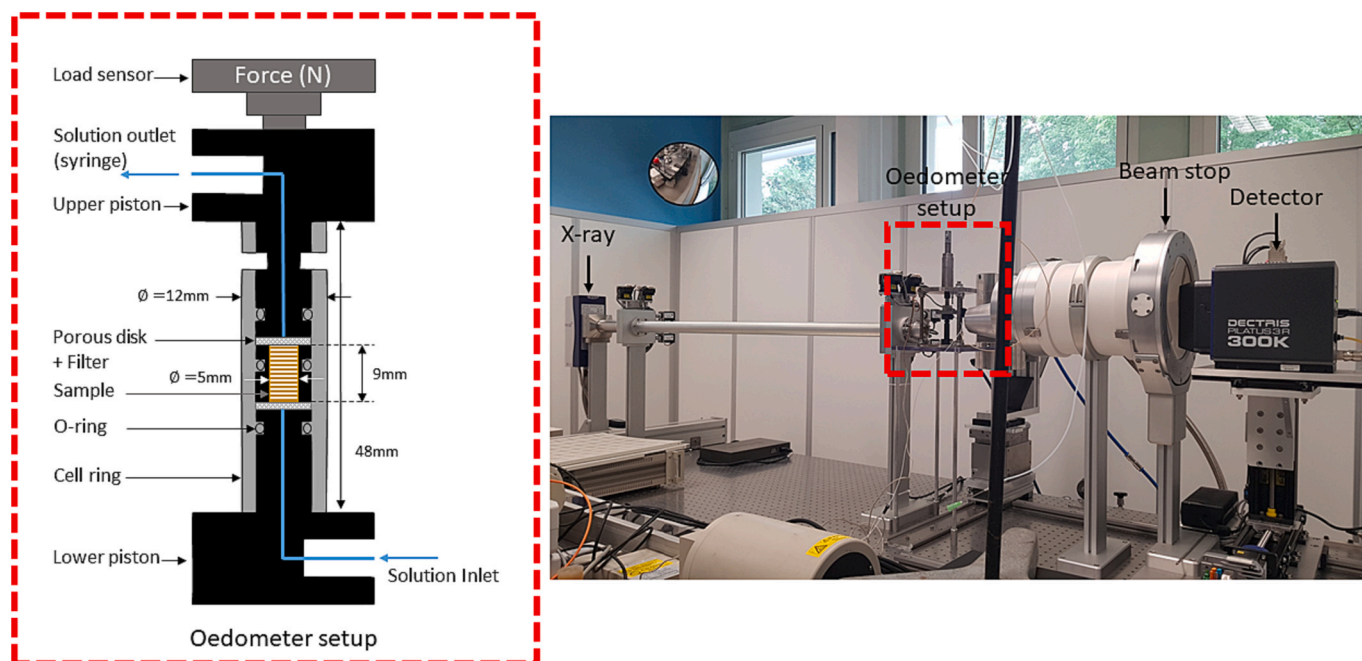 Load sensor
Force (N)
Solution outlet
(syringe)
Upper piston
Ø =12mm
Porous disk
+ Filter
Ø =5mm
Sample
9mm
O-ring
48mm
Cell ring
Lower piston
Solution Inlet
Oedometer setup
X-ray
Oedometer
setup
Beam stop
Detector
DECTRIS
PILATUS3 R
300K